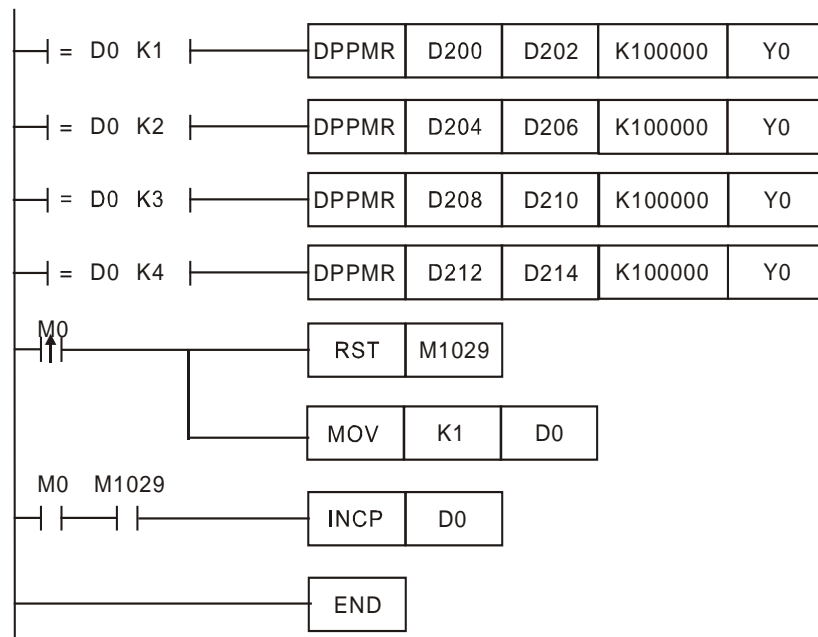 = D0 K1 DPPMR D200 D202 K100000 Y0
= D0 K2 DPPMR D204 D206 K100000 Y0
= D0 K3 DPPMR D208 D210 K100000 Y0
= D0 K4 DPPMR D212 D214 K100000 Y0
M0
RST M1029
MOV K1 D0
M0 M1029
INCP D0
END